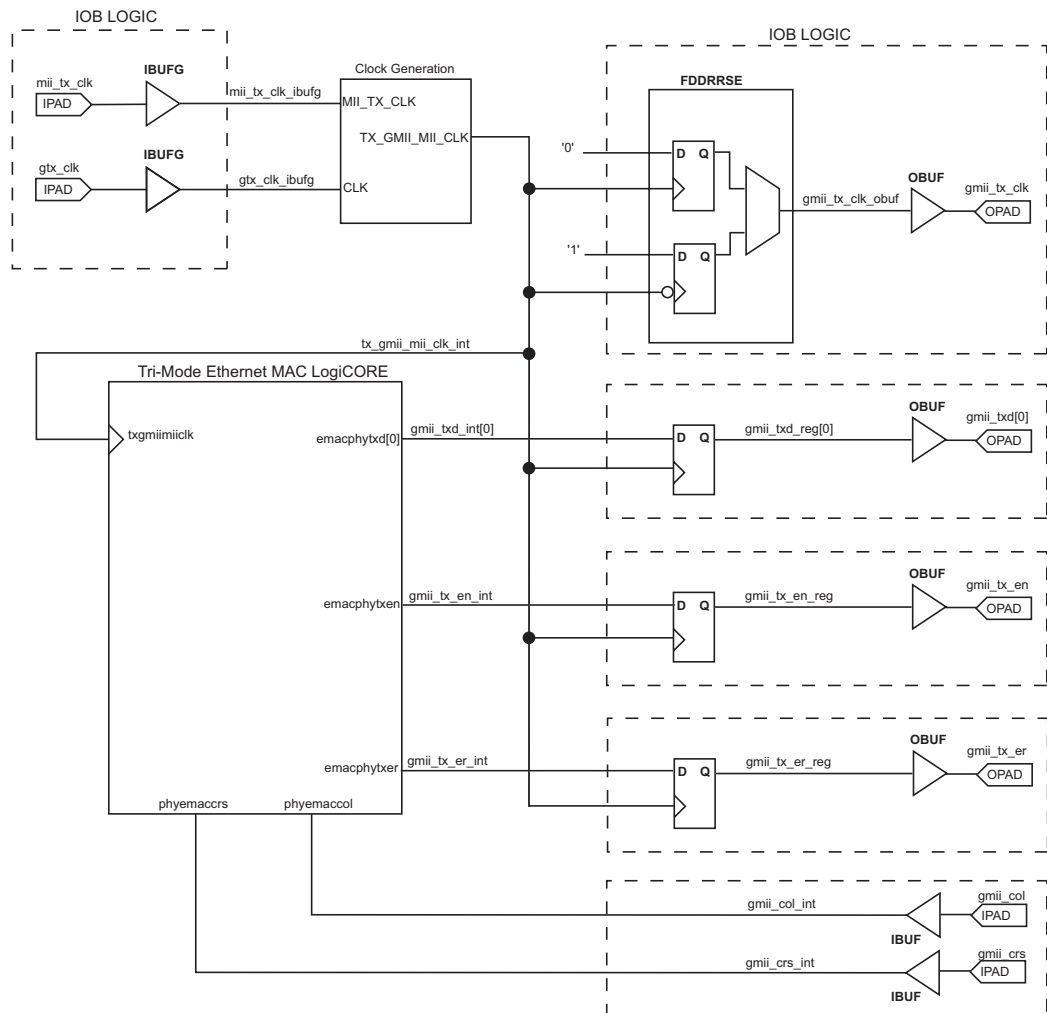 IOB LOGIC
mii_tx_clk
IPAD
IBUFG
mii_tx_clk_ibufg
gtx_clk
IPAD
IBUFG
gtx_clk_ibufg
Clock Generation
MII_TX_CLK
TX_GMII_MII_CLK
CLK
IOB LOGIC
FDDRRSE
'0'
D Q
'1'
D Q
gmii_tx_clk_obuf
OBUF
gmii_tx_clk
OPAD
tx_gmii_mii_clk_int
Tri-Mode Ethernet MAC LogiCORE
txgmiimiiclk
emacphytxd[0]
gmii_txd_int[0]
D Q
gmii_txd_reg[0]
OBUF
gmii_txd[0]
OPAD
emacphytxen
gmii_tx_en_int
D Q
gmii_tx_en_reg
OBUF
gmii_tx_en
OPAD
emacphytxer
gmii_tx_er_int
D Q
gmii_tx_er_reg
OBUF
gmii_tx_er
OPAD
phyemaccrs
phyemaccol
gmii_col_int
IBUF
gmii_col
IPAD
gmii_crs_int
IBUF
gmii_crs
IPAD